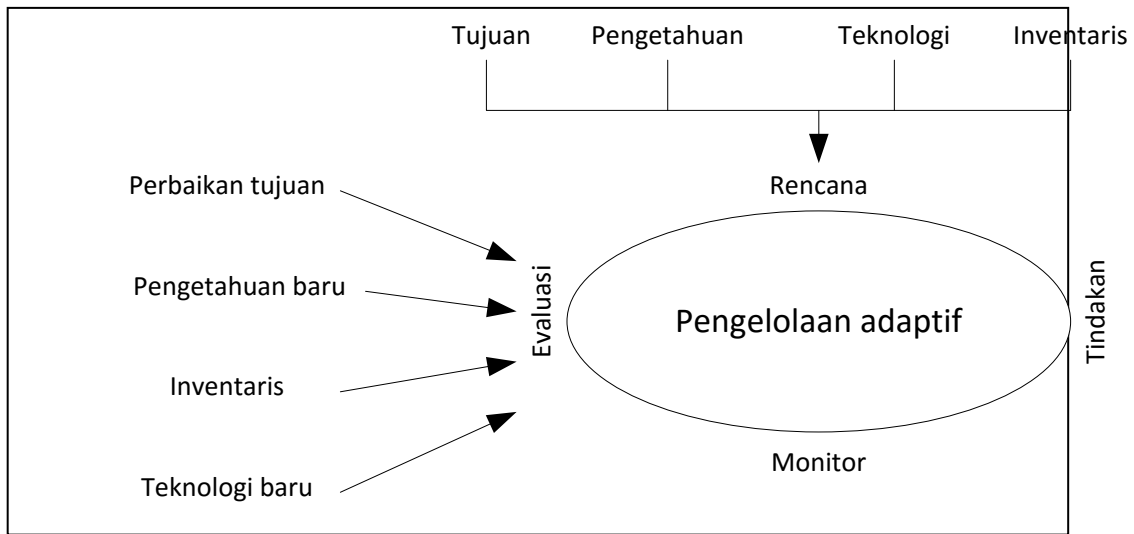 Tujuan Pengetahuan Teknologi Inventaris
Rencana
Perbaikan tujuan
Pengetahuan baru
Inventaris
Teknologi baru
Evaluasi
Pengelolaan adaptif
Tindakan
Monitor